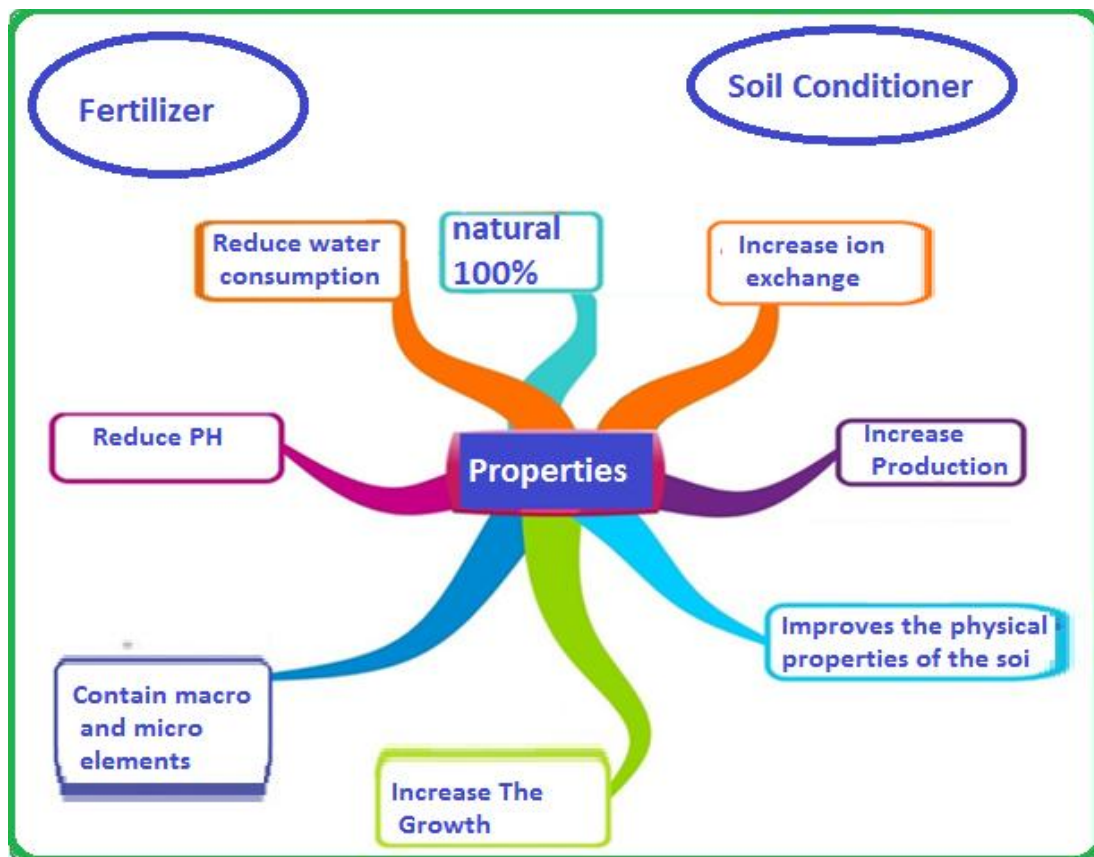 Fertilizer
Soil Conditioner
Reduce water
consumption
natural
100%
Increase ion
exchange
Reduce PH
Properties
Increase
Production
Contain macro
and micro
elements
Improves the physical
properties of the soi
Increase The
Growth